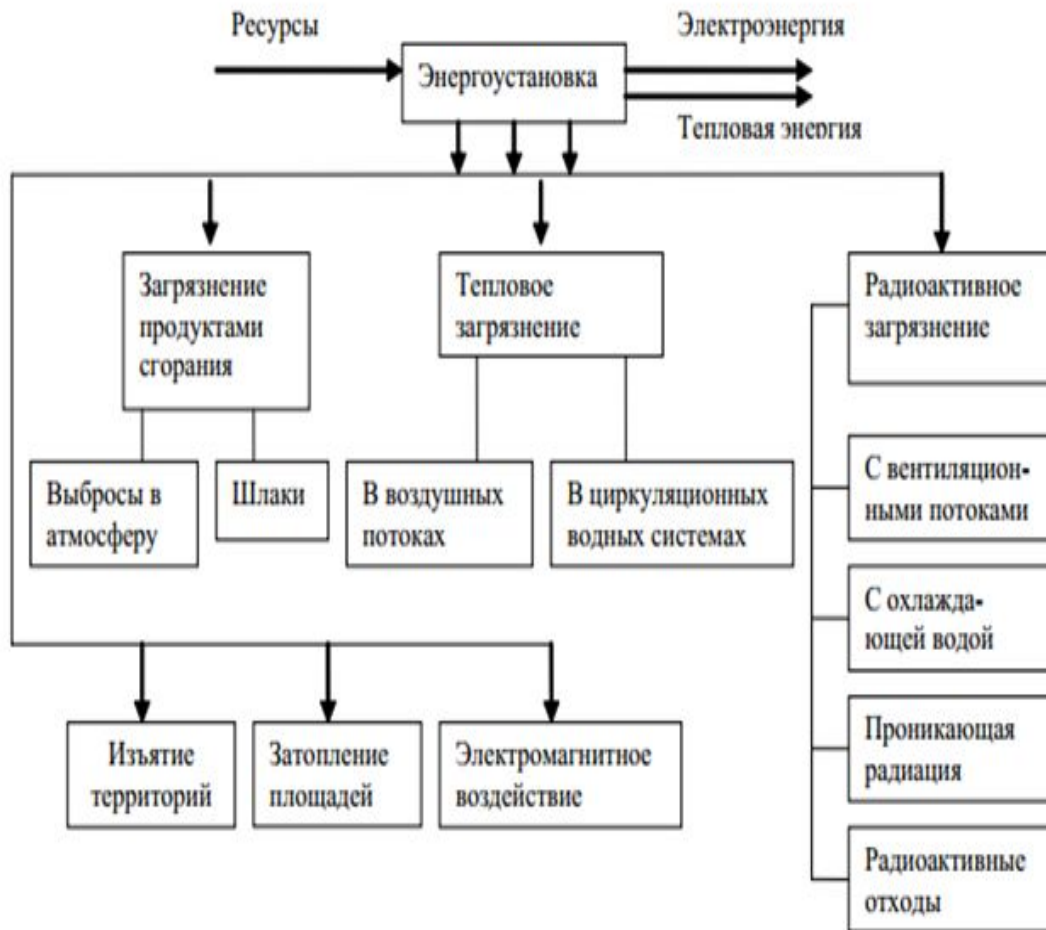 Ресурсы
Электроэнергия
Энергоустановка
Тепловая энергия
Загрязнение
продуктами
сгорания
Тепловое
загрязнение
Радиоактивное
загрязнение
Выбросы в
атмосферу
Шлаки
В воздушных
потоках
В циркуляционных
водных системах
С вентиляцион-
ными потоками
С охлажда-
ющей водой
Изъятие
территорий
Затопление
площадей
Электромагнитное
воздействие
Проникающая
радиация
Радиоактивные
отходы